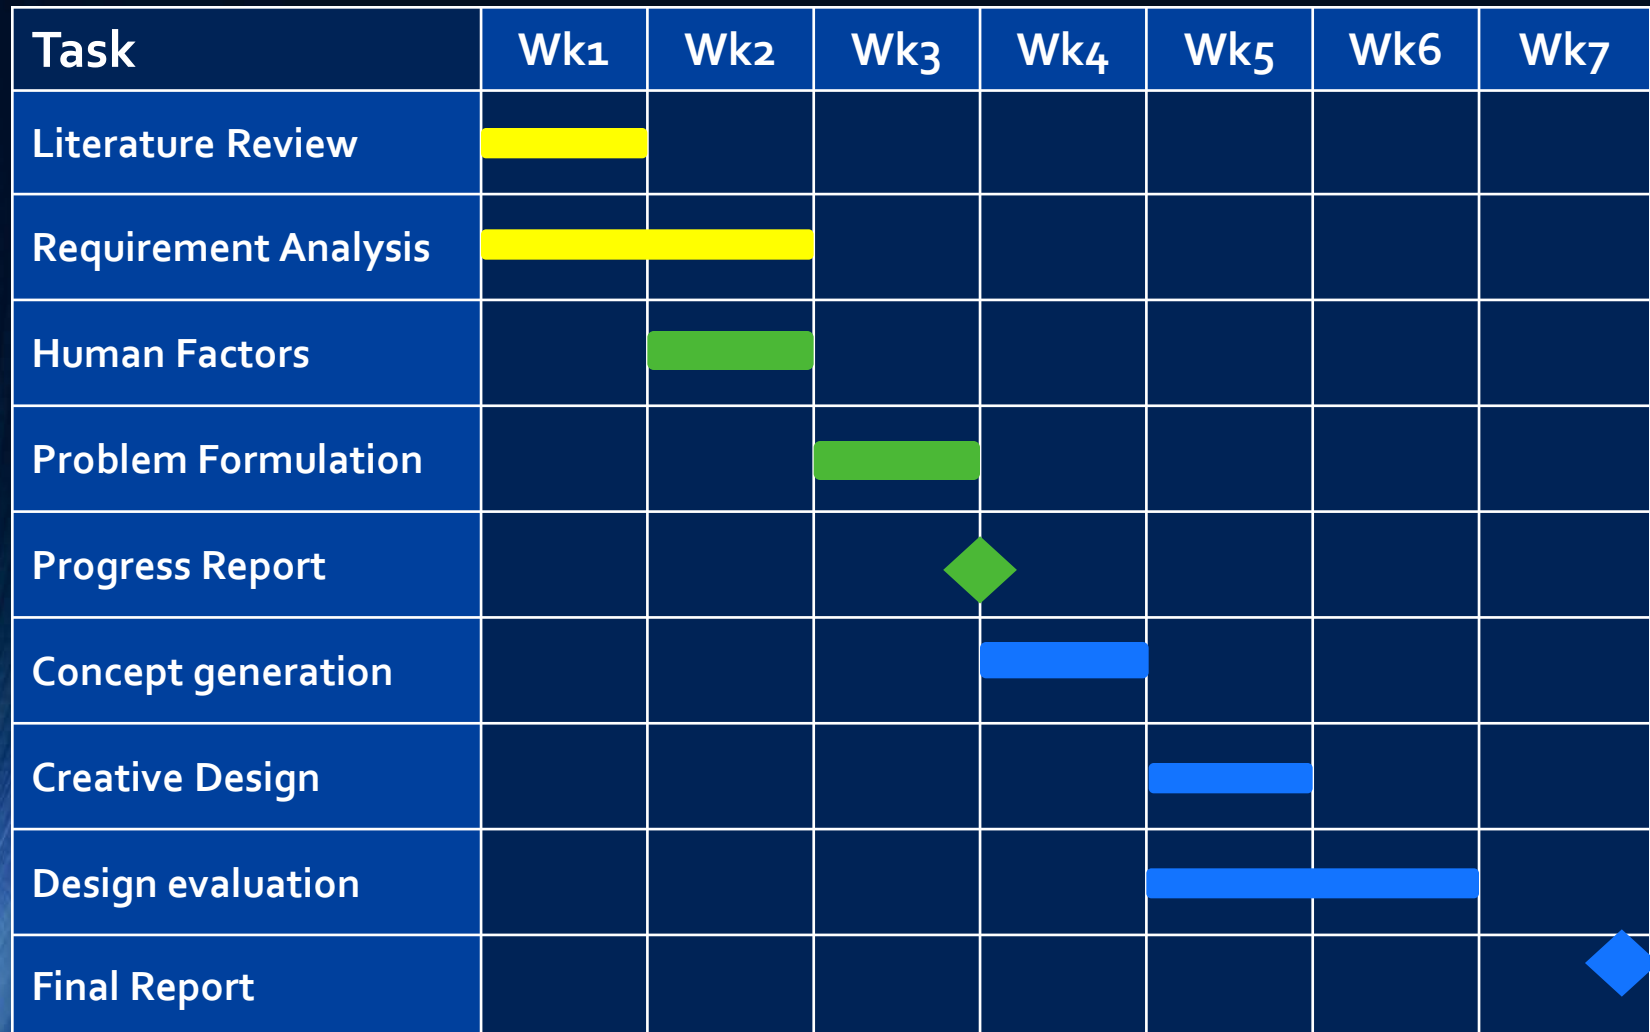 Task Wk1 Wk2 Wk3 Wk4 Wk5 Wk6 Wk7
Literature Review
Requirement Analysis
Human Factors
Problem Formulation
Progress Report
Concept generation
Creative Design
Design evaluation
Final Report